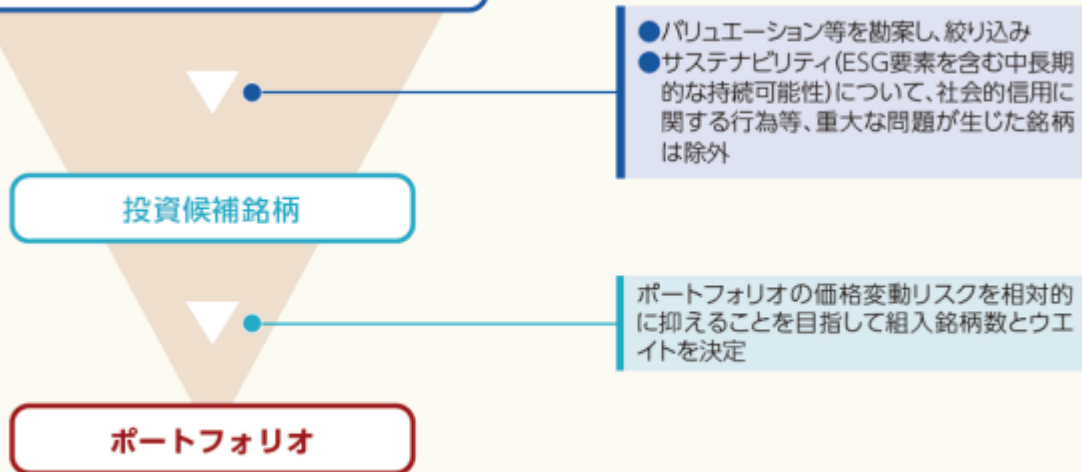 ●バリュエーション等を勘案し、絞り込み
●サステナビリティ(ESG要素を含む中長期
的な持続可能性)について、社会的信用に
関する行為等、重大な問題が生じた銘柄
は除外
投資候補銘柄
ポートフォリオの価格変動リスクを相対的
に抑えることを目指して組入銘柄数とウエ
イトを決定
ポートフォリオ